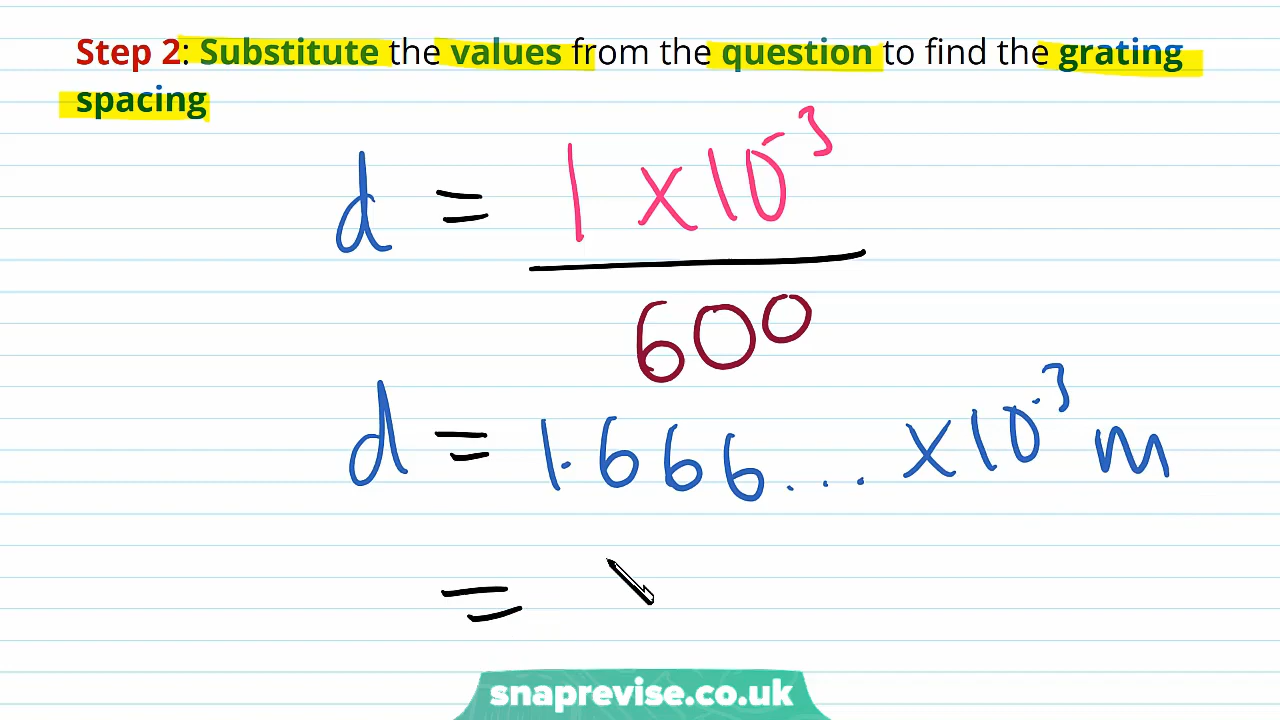 Step 2: Substitute the values from the question to find the grating
spacing
d = 1 × 10⁻³
600
d = 1.666... × 10⁻³ m
=
snaprevise.co.uk